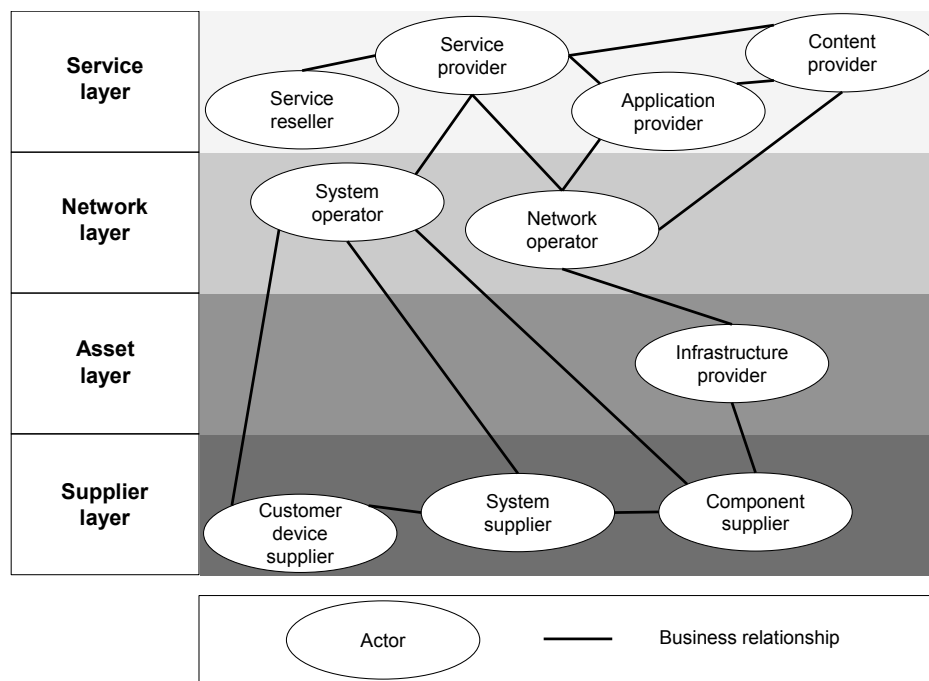 Service
layer
Service
provider
Content
provider
Service
reseller
Application
provider
Network
layer
System
operator
Network
operator
Asset
layer
Infrastructure
provider
Supplier
layer
Customer
device
supplier
System
supplier
Component
supplier
Actor
Business relationship